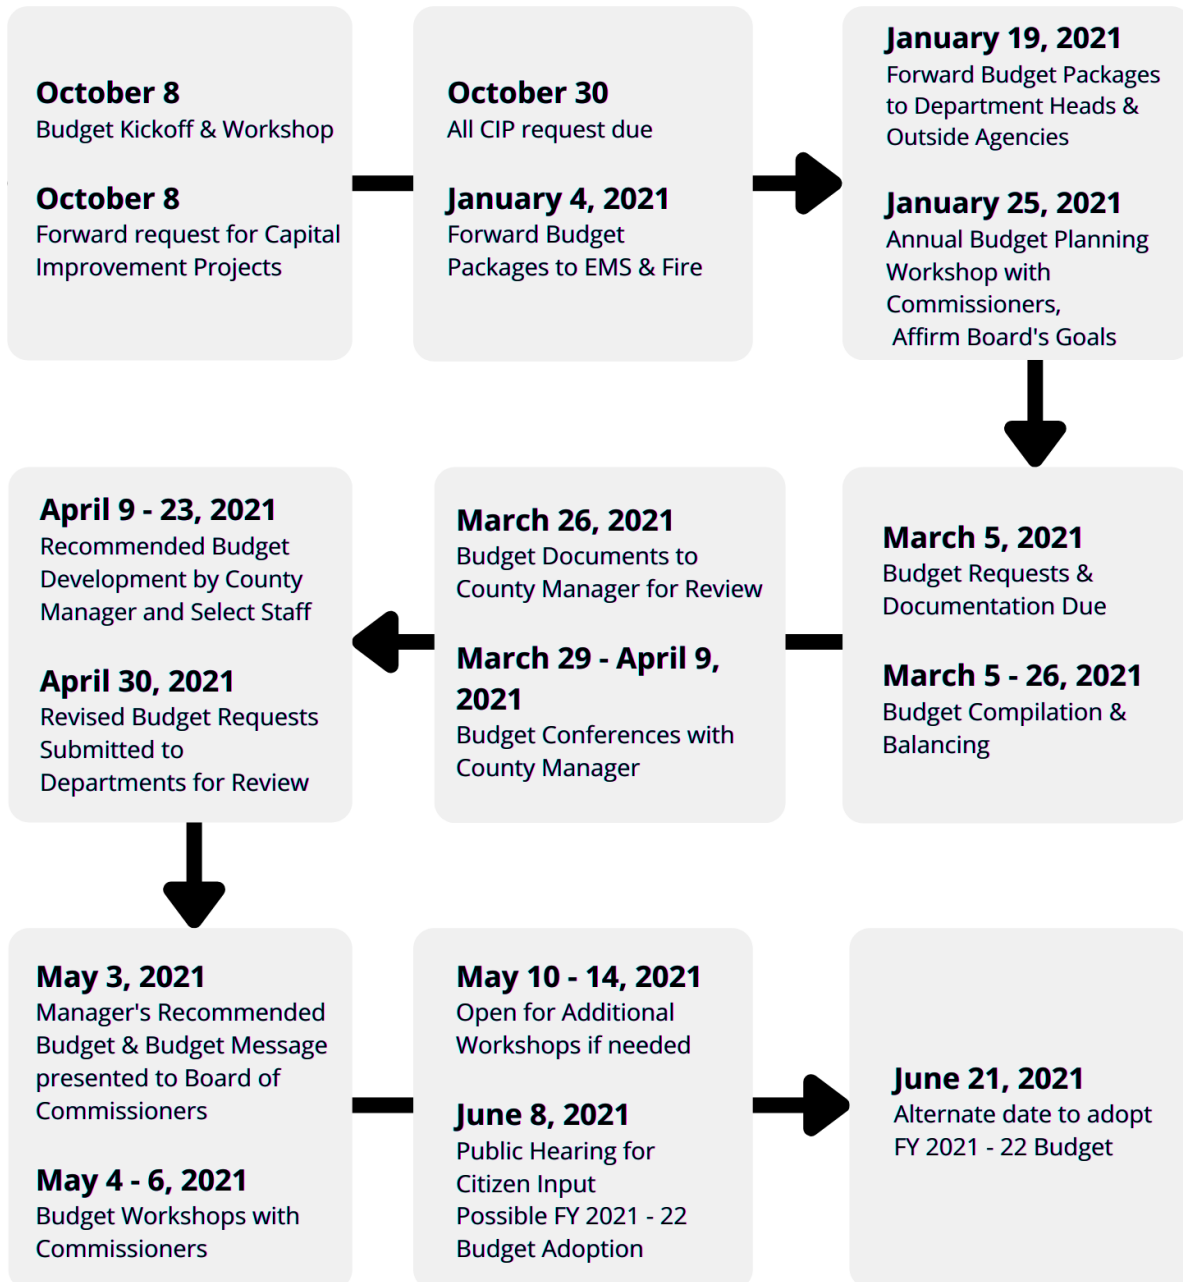 October 8
Budget Kickoff & Workshop
October 8
Forward request for Capital
Improvement Projects
October 30
All CIP request due
January 4, 2021
Forward Budget
Packages to EMS & Fire
January 19, 2021
Forward Budget Packages
to Department Heads &
Outside Agencies
January 25, 2021
Annual Budget Planning
Workshop with
Commissioners,
Affirm Board's Goals
March 5, 2021
Budget Requests &
Documentation Due
March 5 - 26, 2021
Budget Compilation &
Balancing
March 26, 2021
Budget Documents to
County Manager for Review
March 29 - April 9,
2021
Budget Conferences with
County Manager
April 9 - 23, 2021
Recommended Budget
Development by County
Manager and Select Staff
April 30, 2021
Revised Budget Requests
Submitted to
Departments for Review
May 3, 2021
Manager's Recommended
Budget & Budget Message
presented to Board of
Commissioners
May 4 - 6, 2021
Budget Workshops with
Commissioners
May 10 - 14, 2021
Open for Additional
Workshops if needed
June 8, 2021
Public Hearing for
Citizen Input
Possible FY 2021 - 22
Budget Adoption
June 21, 2021
Alternate date to adopt
FY 2021 - 22 Budget